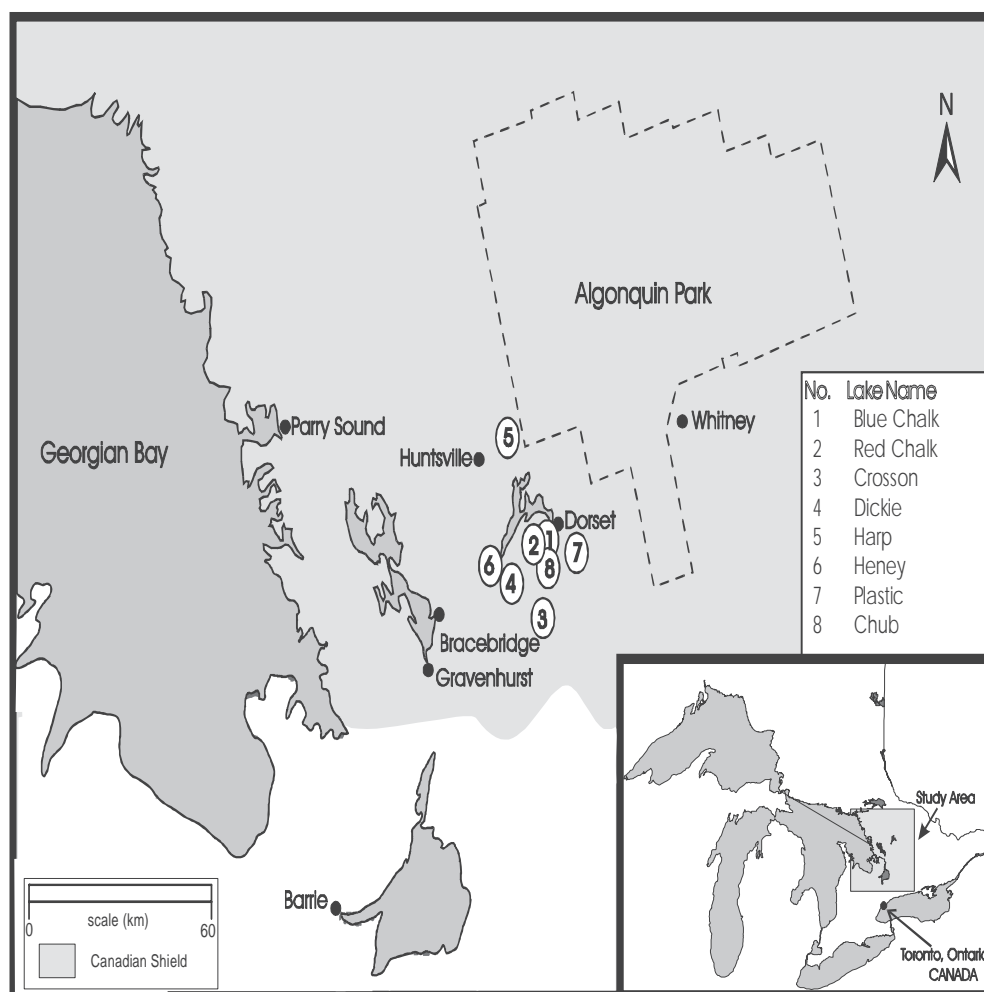 N
Algonquin Park
Parry Sound
Georgian Bay
Huntsville
Whitney
Dorset
Bracebridge
Gravenhurst
Barrie
5
1
2
7
6
8
4
3
No. Lake Name
1 Blue Chalk
2 Red Chalk
3 Crosson
4 Dickie
5 Harp
6 Heney
7 Plastic
8 Chub
scale (km)
0 60
Canadian Shield
Study Area
Toronto, Ontario
CANADA